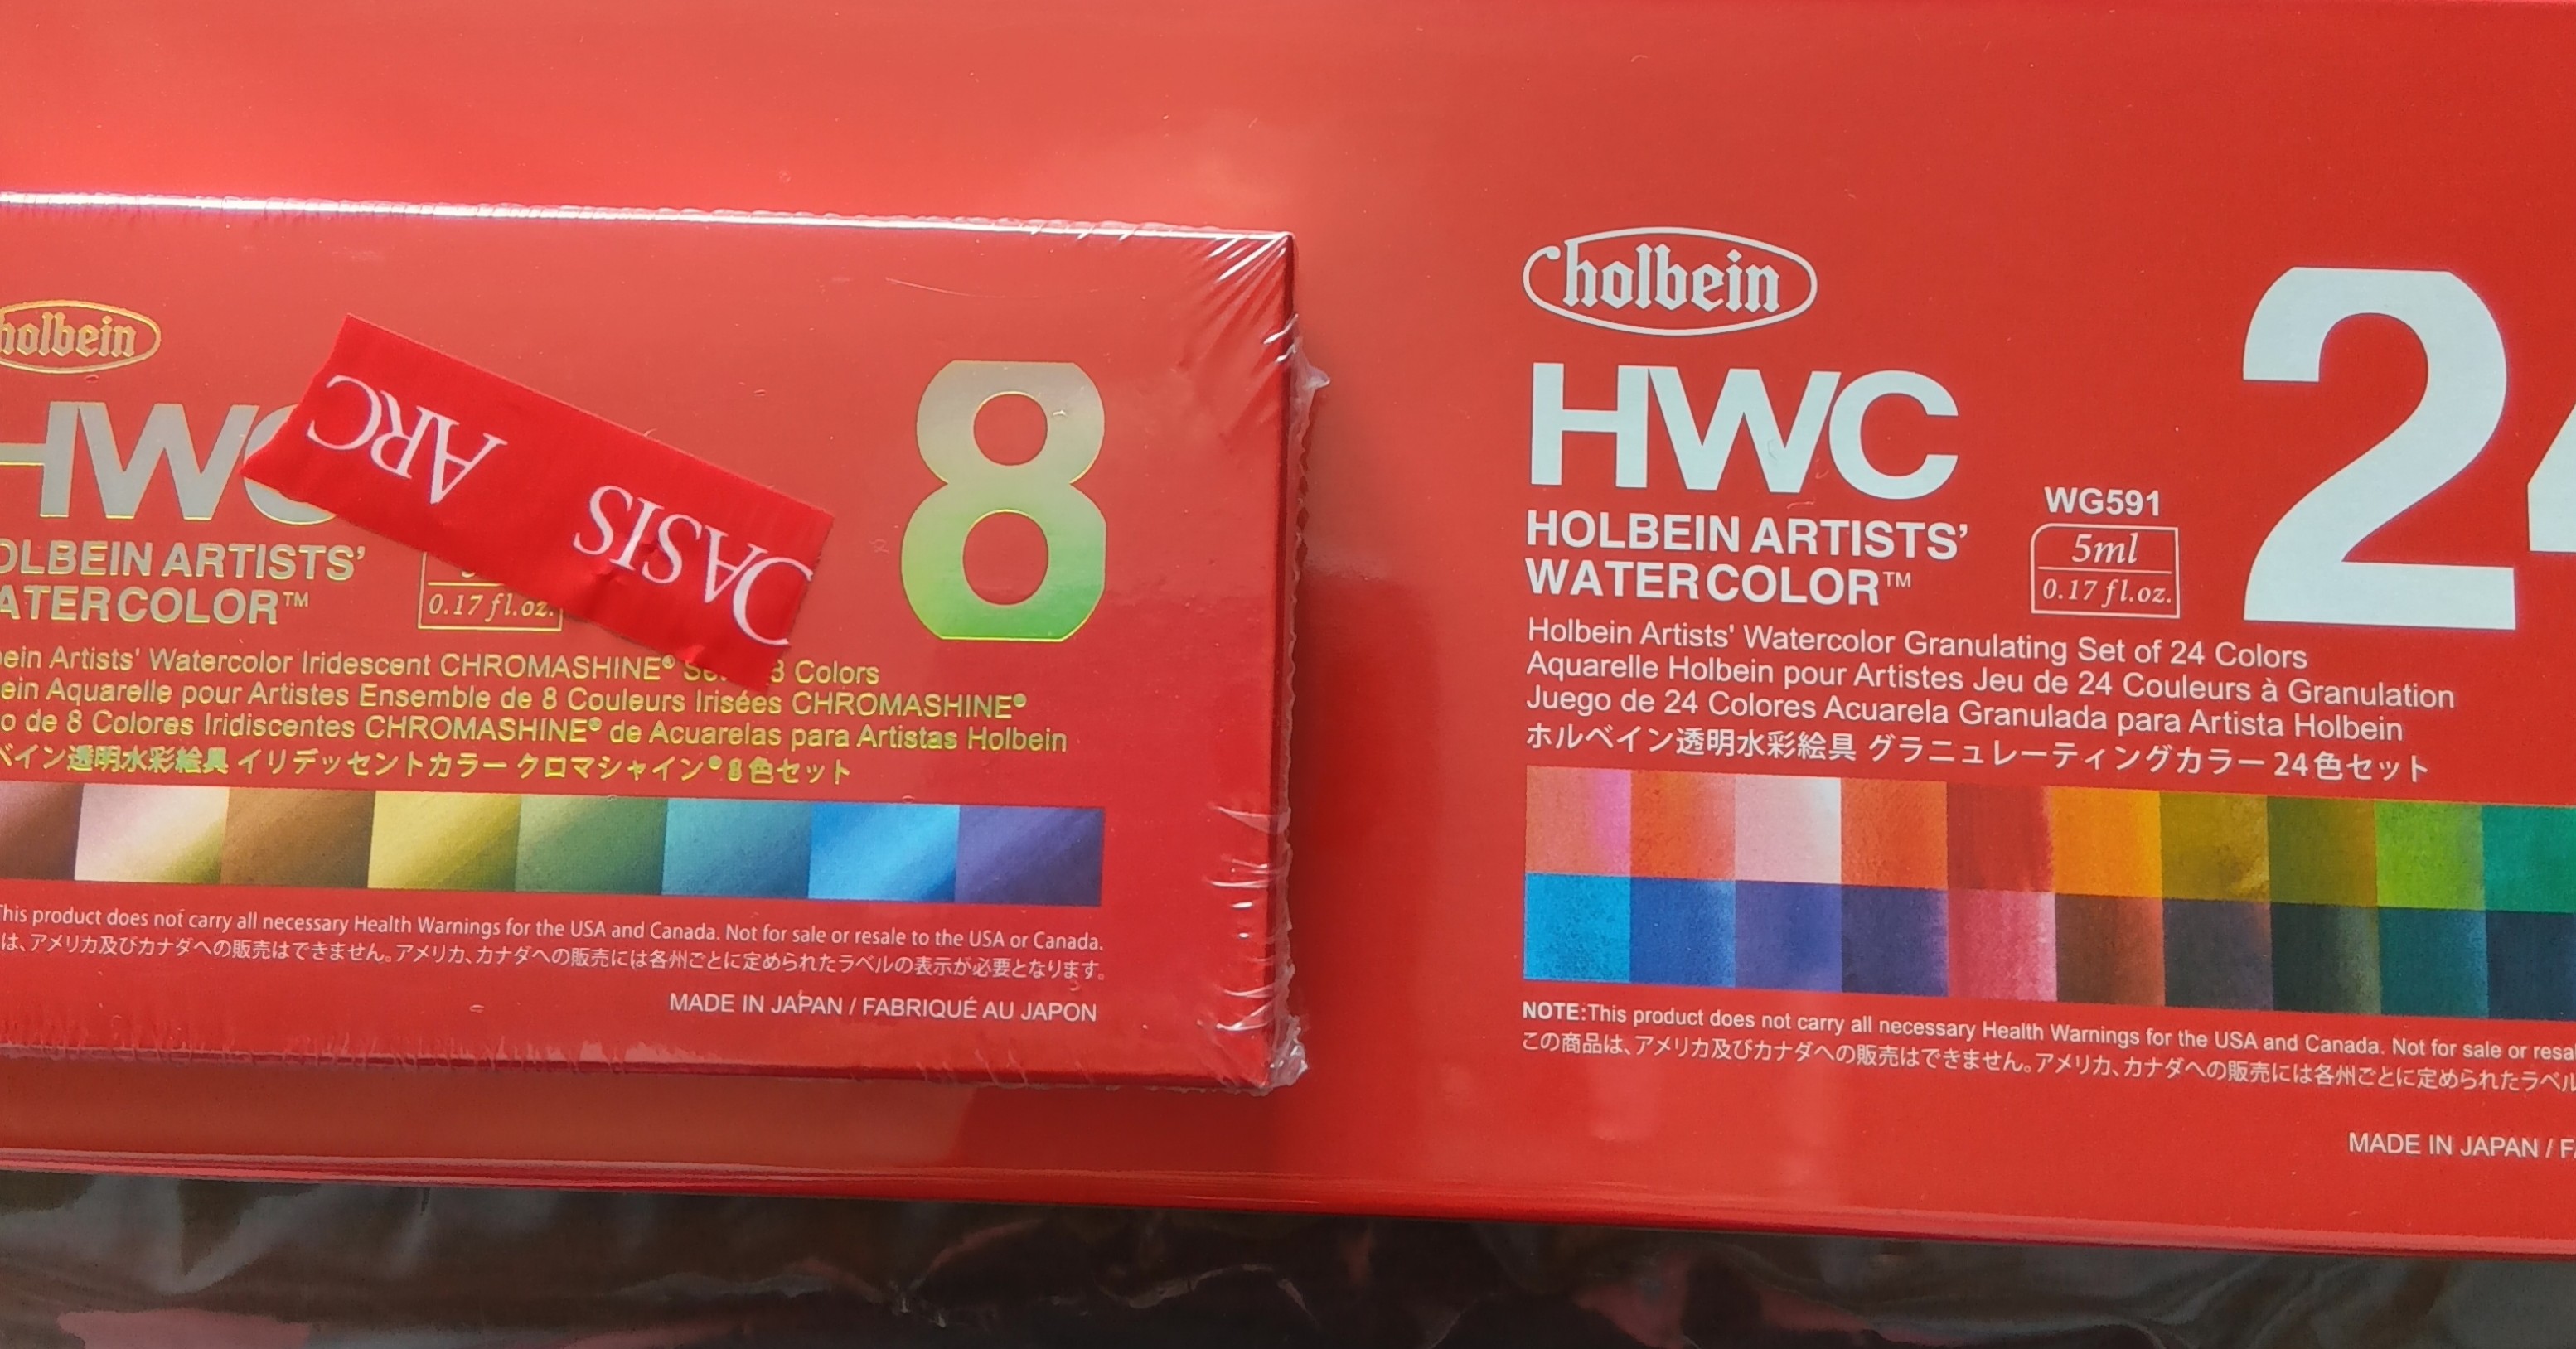 holbein
HWC
ARC OASIS
OLBEIN ARTISTS'
ATERCOLOR™
0.17 fl.oz.
8
bein Artists' Watercolor Iridescent CHROMASHINE® Colors
ein Aquarelle pour Artistes Ensemble de 8 Couleurs Irisées CHROMASHINE®
o de 8 Colores Iridiscentes CHROMASHINE® de Acuarelas para Artistas Holbein
ベイン透明水彩絵具 イリデッセントカラー クロマシャイン®8色セット
This product does not carry all necessary Health Warnings for the USA and Canada. Not for sale or resale to the USA or Canada.
は、アメリカ及びカナダへの販売はできません。アメリカ、カナダへの販売には各州ごとに定められたラベルの表示が必要となります。
MADE IN JAPAN / FABRIQUÉ AU JAPON
holbein
HWC
HOLBEIN ARTISTS'
WATERCOLOR™
WG591
5ml
0.17 fl.oz.
24
Holbein Artists' Watercolor Granulating Set of 24 Colors
Aquarelle Holbein pour Artistes Jeu de 24 Couleurs à Granulation
Juego de 24 Colores Acuarela Granulada para Artista Holbein
ホルベイン透明水彩絵具 グラニュレーティングカラー 24色セット
NOTE:This product does not carry all necessary Health Warnings for the USA and Canada. Not for sale or resa
この商品は、アメリカ及びカナダへの販売はできません。アメリカ、カナダへの販売には各州ごとに定められたラベル
MADE IN JAPAN / F